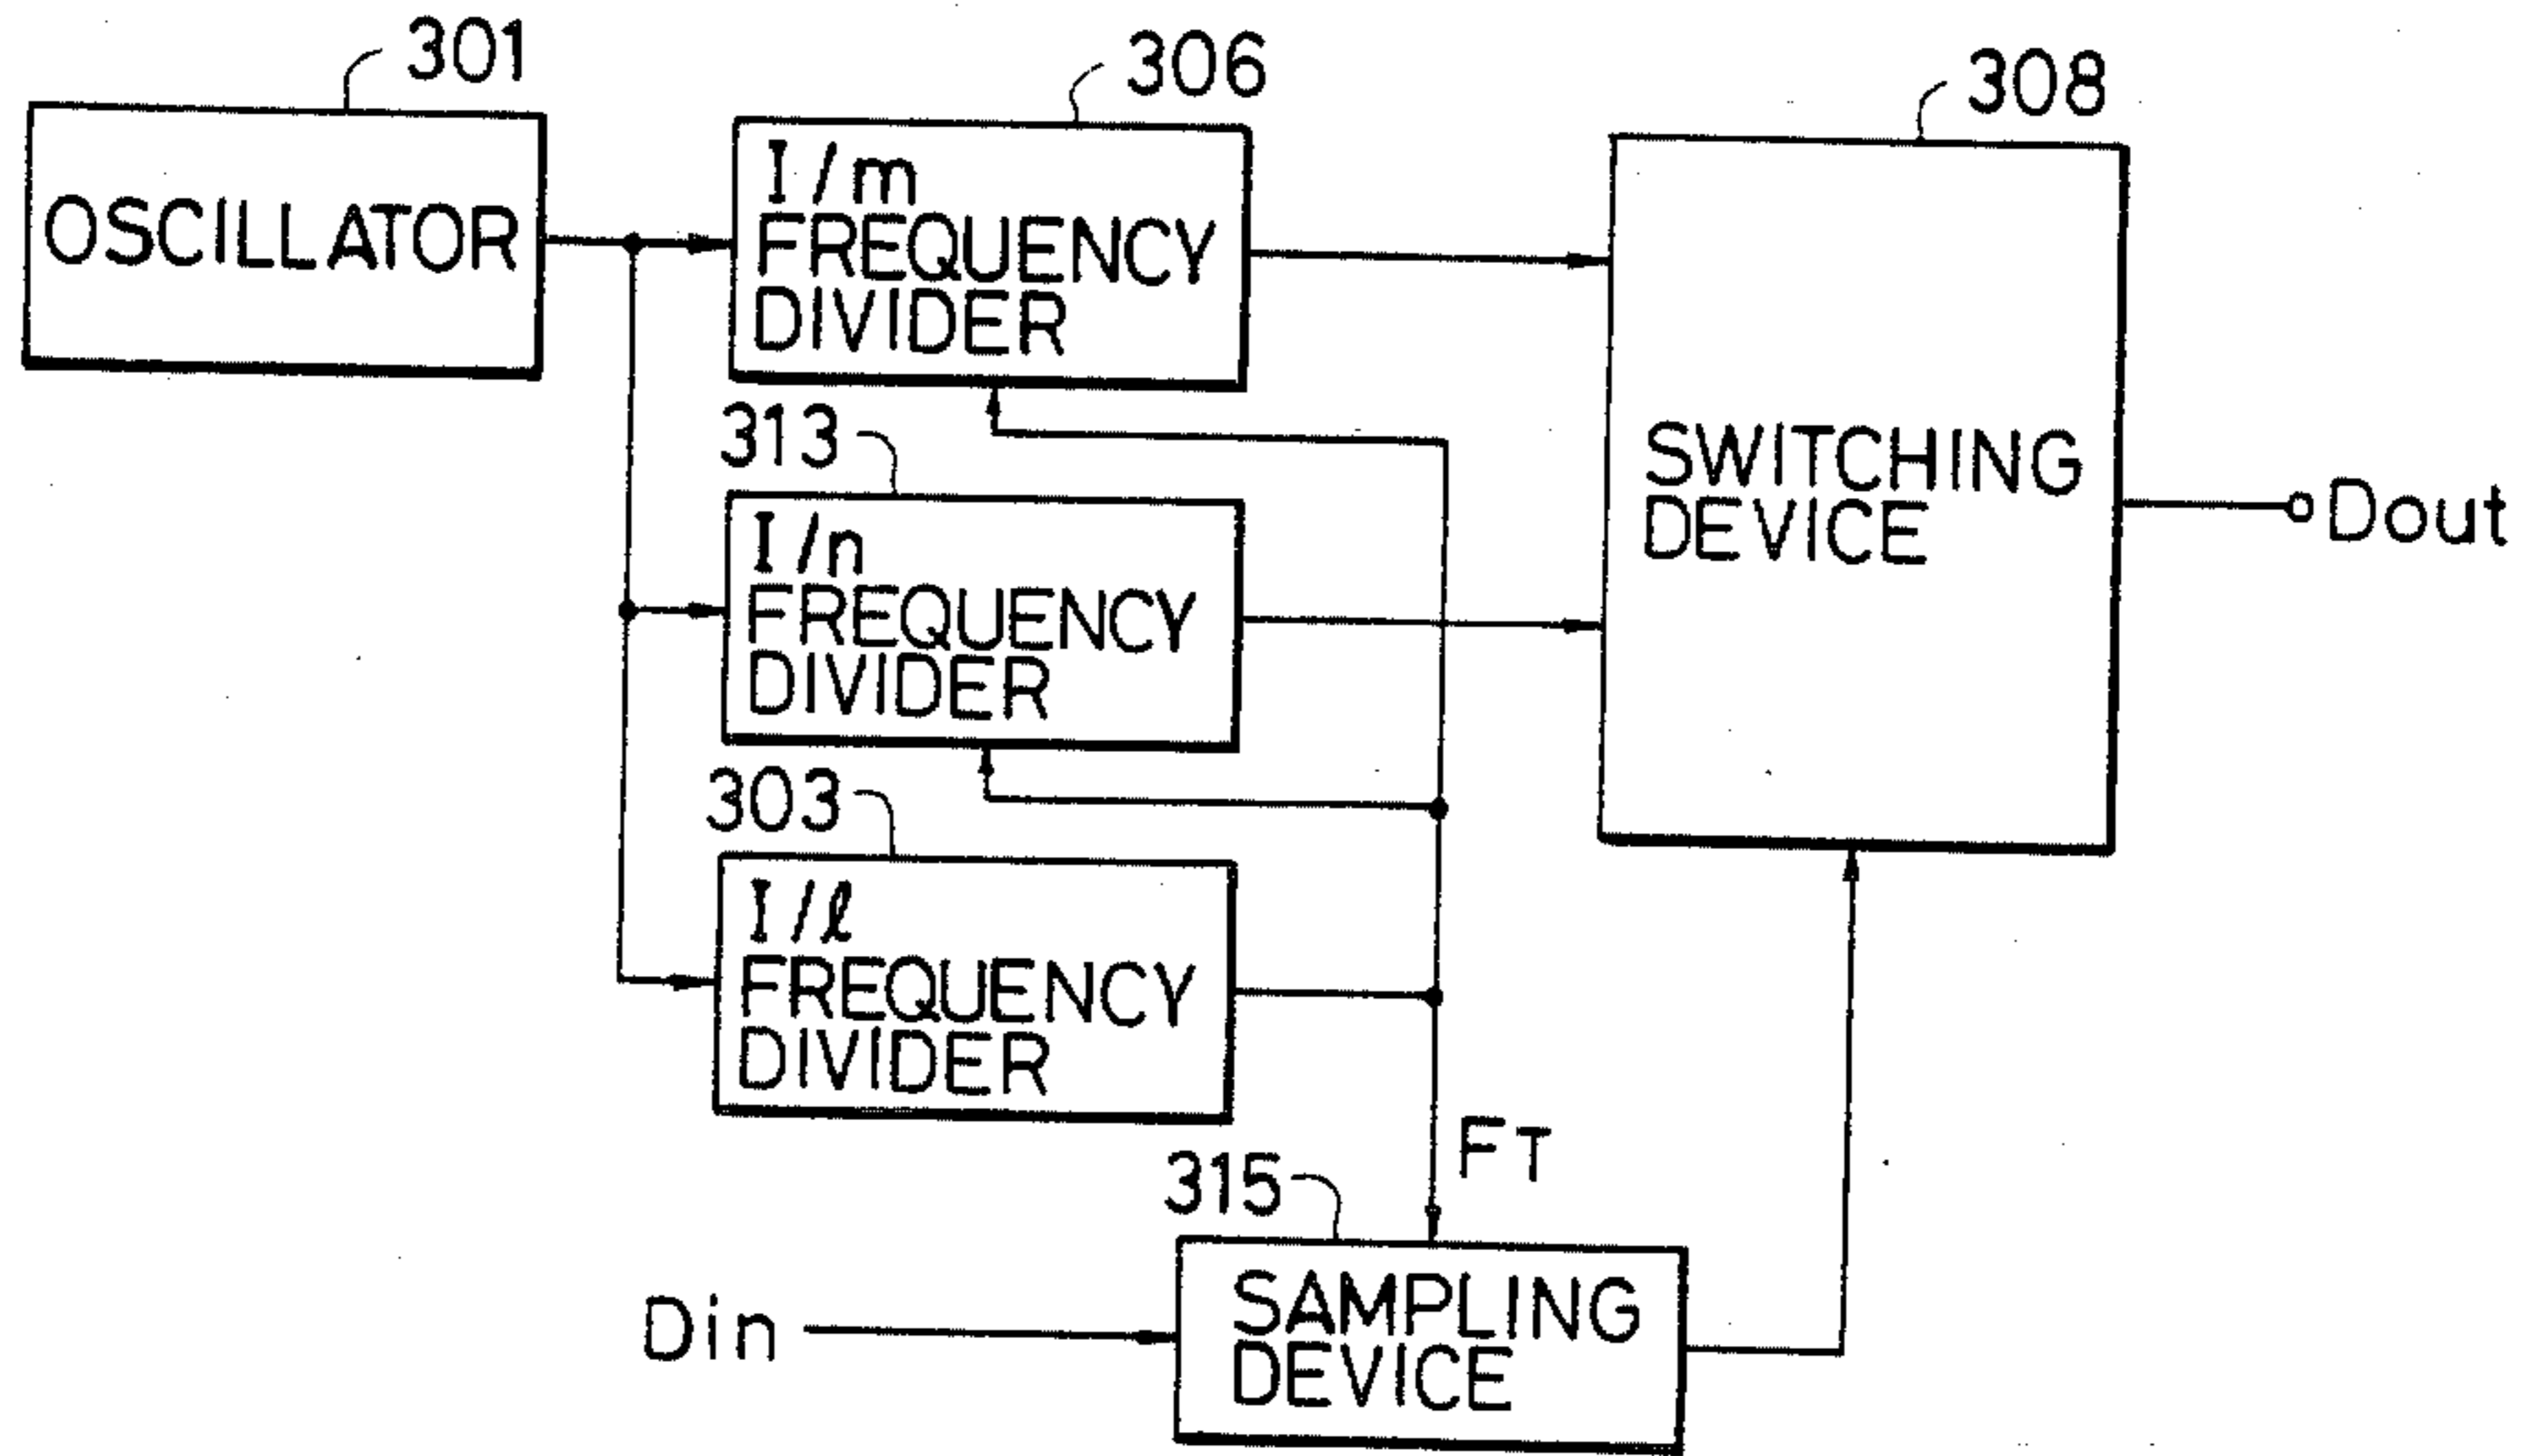 301
OSCILLATOR
306
I/m
FREQUENCY
DIVIDER
308
SWITCHING
DEVICE
Dout
313
I/n
FREQUENCY
DIVIDER
303
I/ℓ
FREQUENCY
DIVIDER
FT
315
SAMPLING
DEVICE
Din